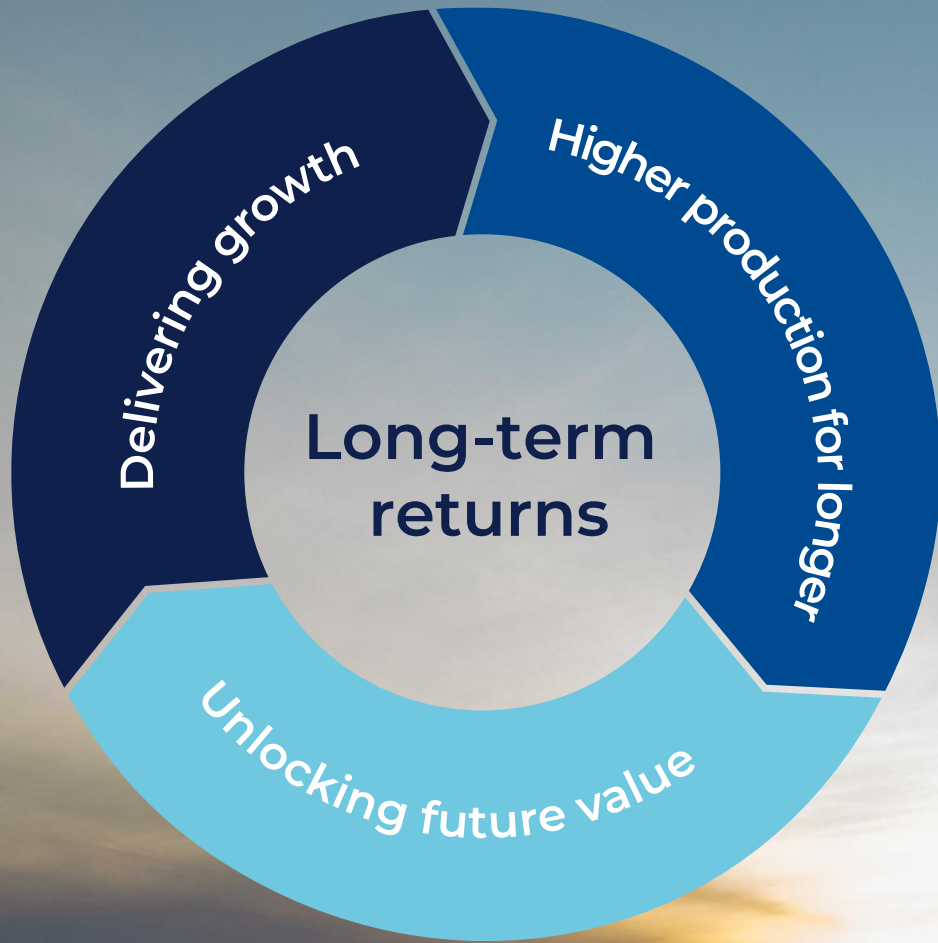 Delivering growth
Higher production for longer
Long-term
returns
Unlocking future value